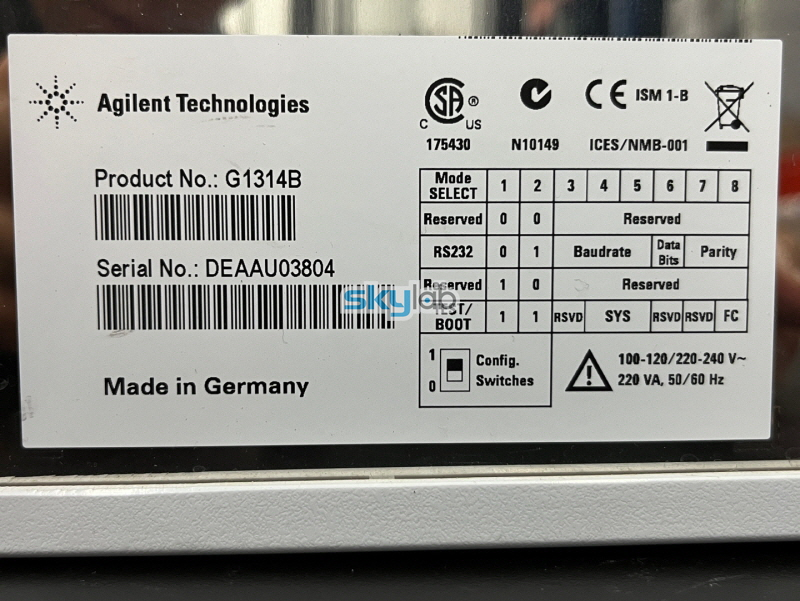 Agilent Technologies
C SA ® US
175430
N10149
CE ISM 1-B
ICES/NMB-001
Product No.: G1314B
Serial No.: DEAAU03804
Made in Germany
Mode SELECT 1 2 3 4 5 6 7 8
Reserved 0 0 Reserved
RS232 0 1 Baudrate Data Bits Parity
Reserved 1 0 Reserved
TEST/BOOT 1 1 RSVD SYS RSVD RSVD FC
1
0
Config.
Switches
100-120/220-240 V~
220 VA, 50/60 Hz
skylab